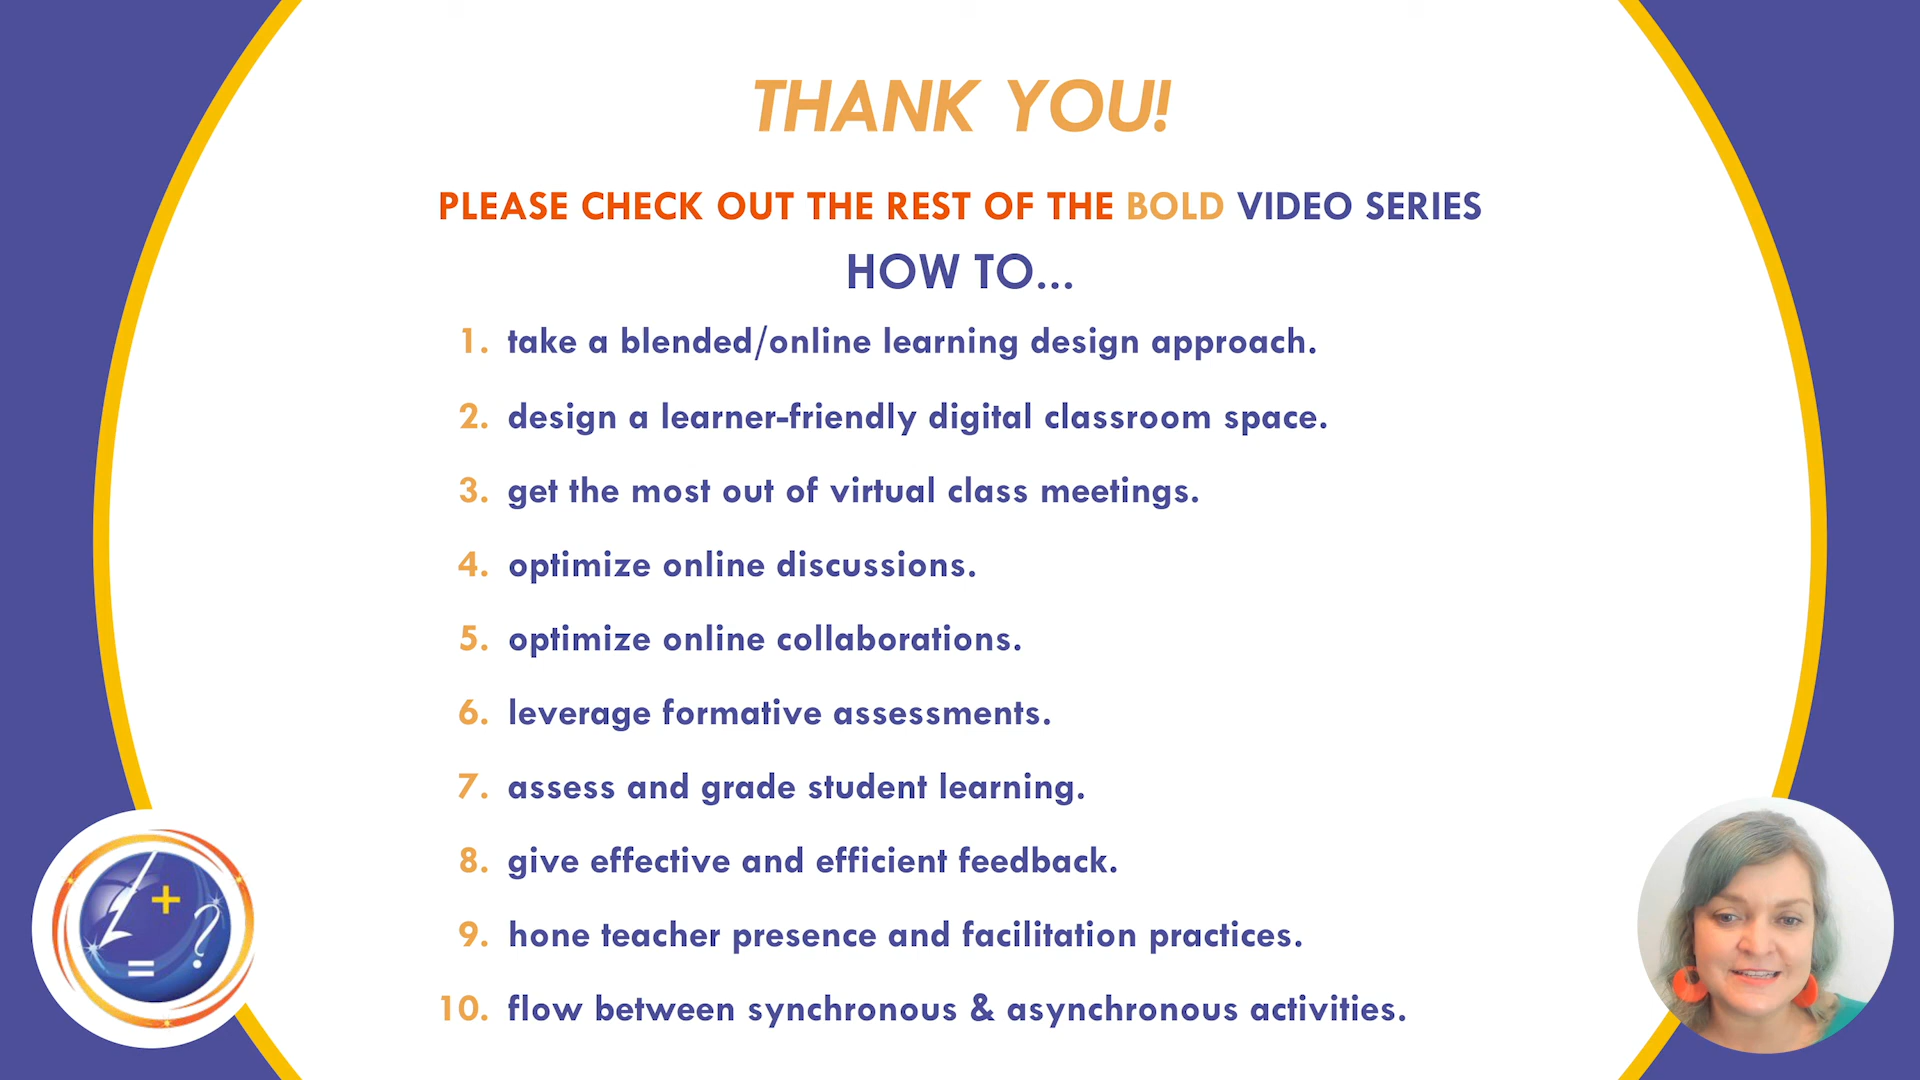 THANK YOU!
PLEASE CHECK OUT THE REST OF THE BOLD VIDEO SERIES
HOW TO...
1. take a blended/online learning design approach.
2. design a learner-friendly digital classroom space.
3. get the most out of virtual class meetings.
4. optimize online discussions.
5. optimize online collaborations.
6. leverage formative assessments.
7. assess and grade student learning.
8. give effective and efficient feedback.
9. hone teacher presence and facilitation practices.
10. flow between synchronous & asynchronous activities.
L + = ?